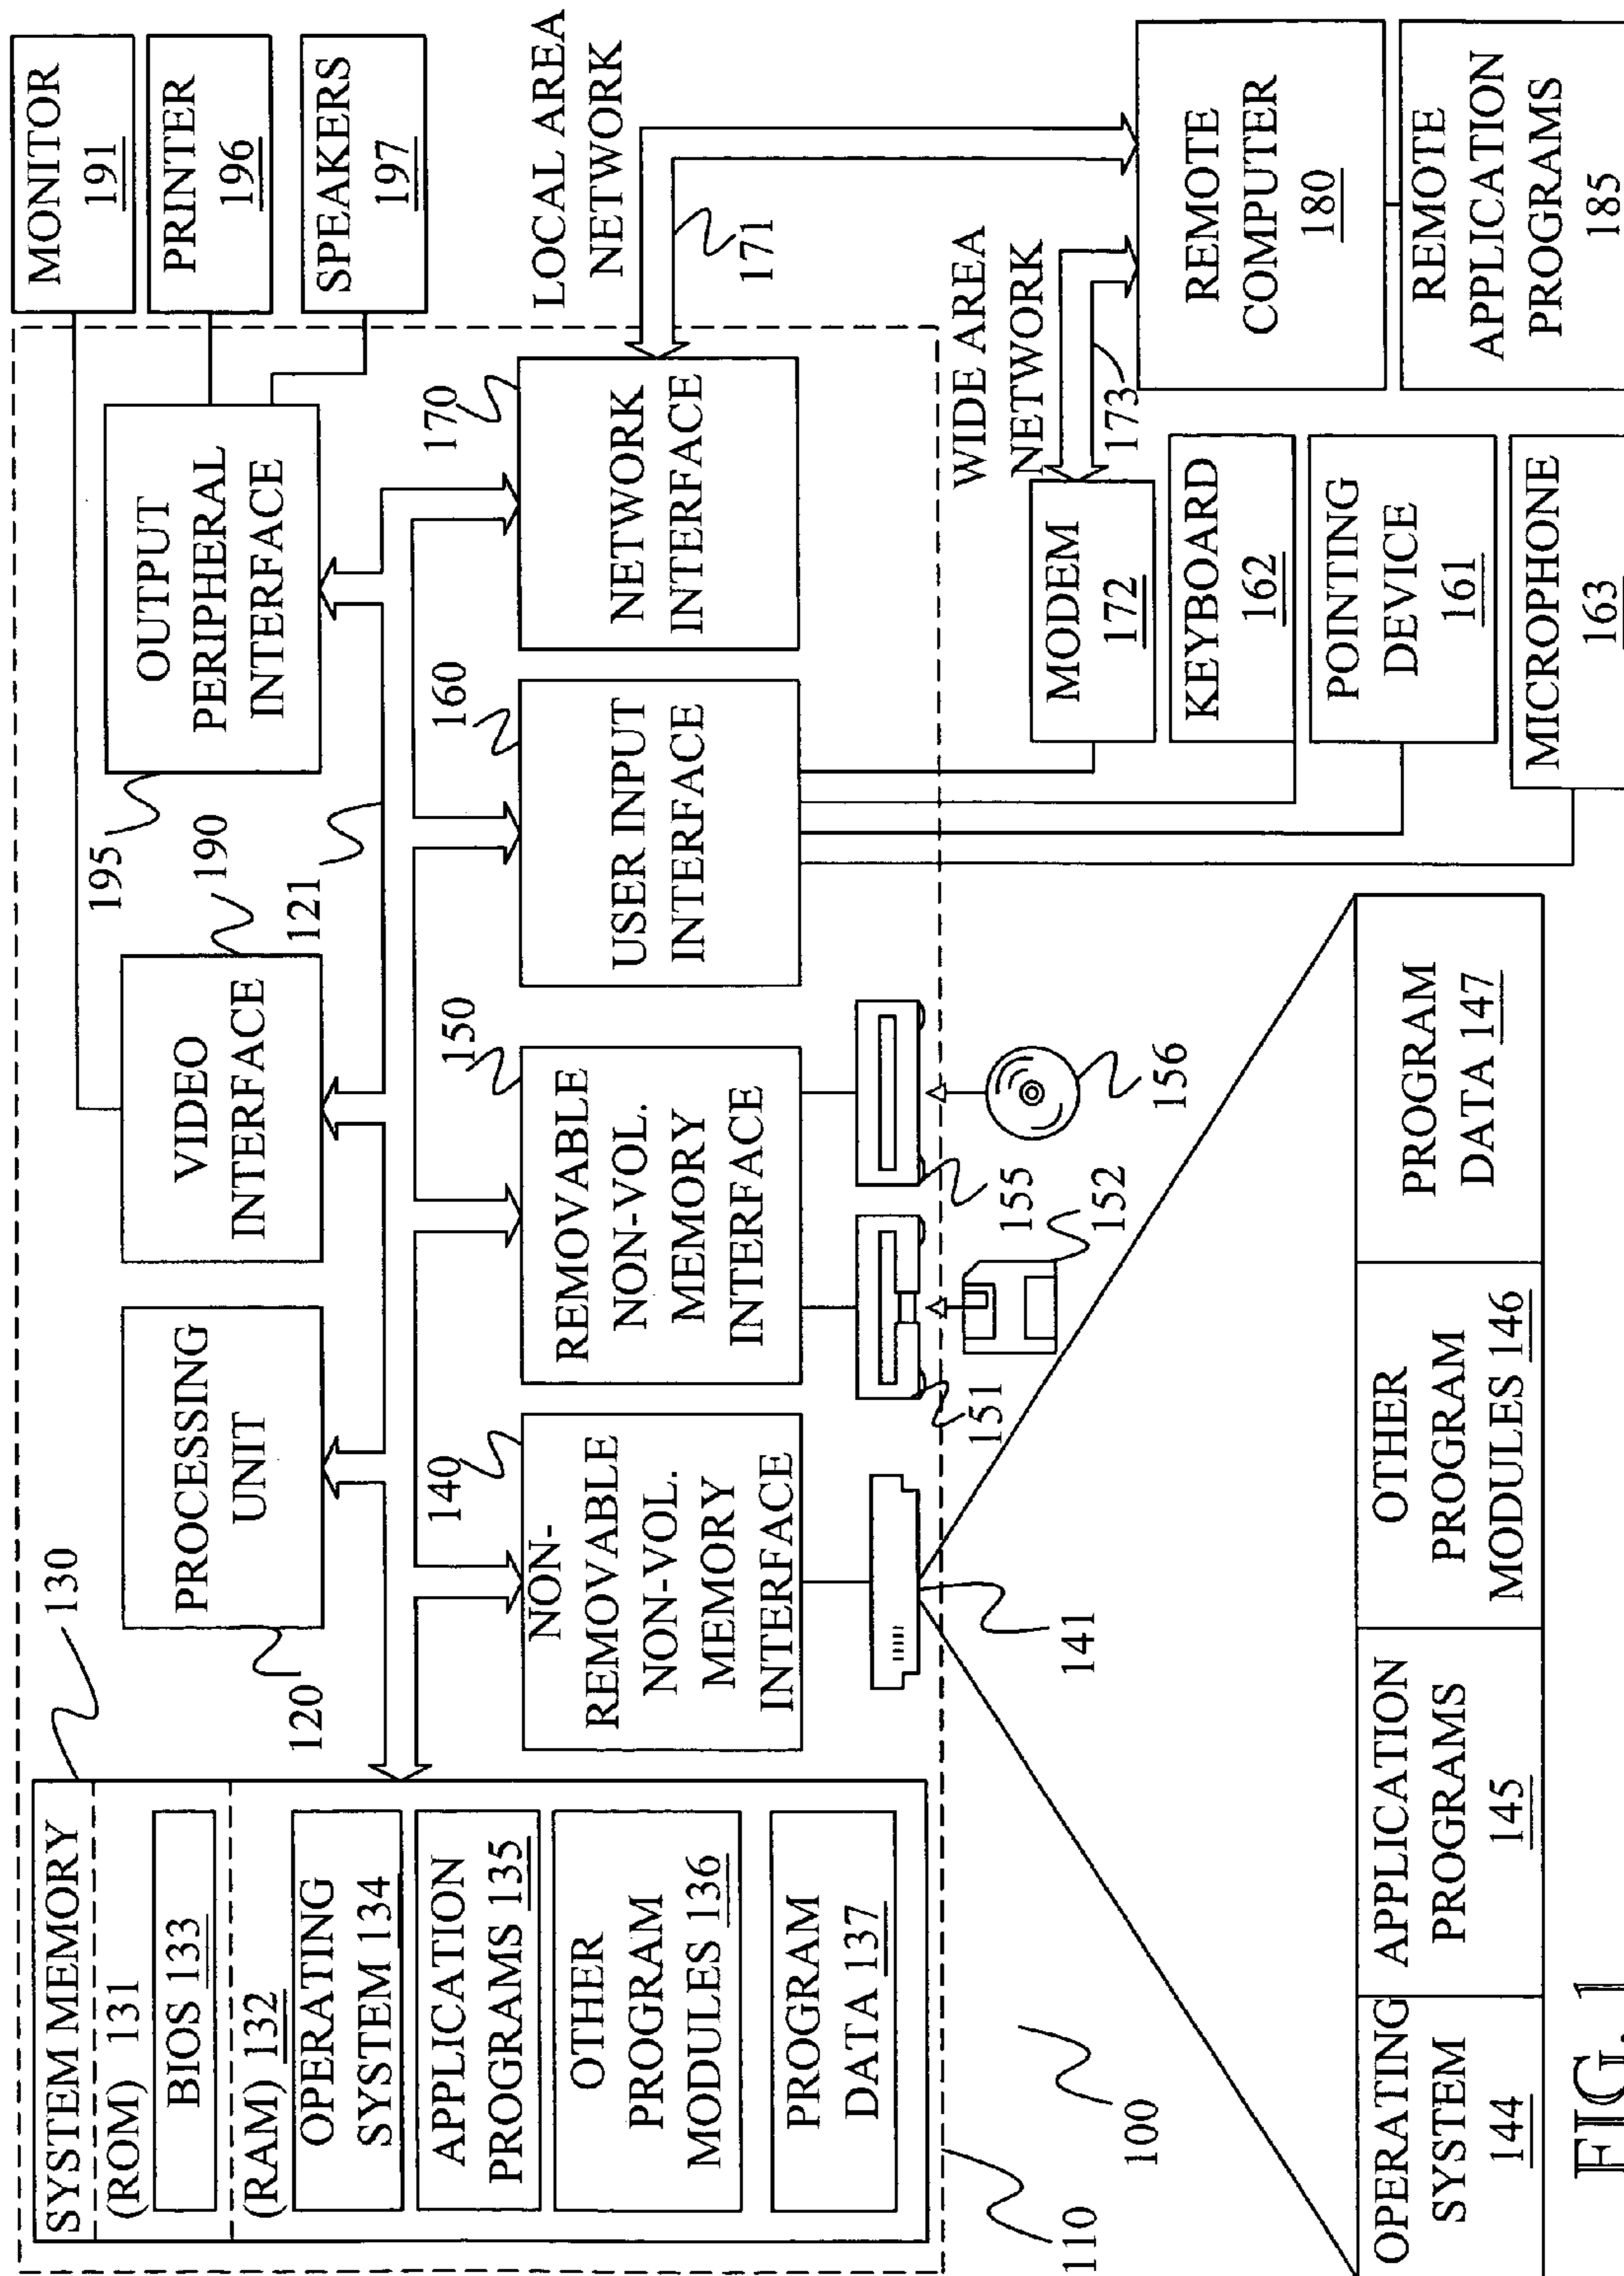 SYSTEM MEMORY
(ROM) 131
BIOS 133
(RAM) 132
OPERATING
SYSTEM 134
APPLICATION
PROGRAMS 135
OTHER
PROGRAM
MODULES 136
PROGRAM
DATA 137
130
PROCESSING
UNIT
120
VIDEO
INTERFACE
190
OUTPUT
PERIPHERAL
INTERFACE
195
121
MONITOR
191
PRINTER
196
SPEAKERS
197
NON-
REMOVABLE
NON-VOL.
MEMORY
INTERFACE
140
REMOVABLE
NON-VOL.
MEMORY
INTERFACE
150
USER INPUT
INTERFACE
160
NETWORK
INTERFACE
170
LOCAL AREA
NETWORK
171
141
151
152
155
156
WIDE AREA
NETWORK
173
MODEM
172
KEYBOARD
162
POINTING
DEVICE
161
MICROPHONE
163
REMOTE
COMPUTER
180
REMOTE
APPLICATION
PROGRAMS
185
110
100
OPERATING
SYSTEM
144
APPLICATION
PROGRAMS
145
OTHER
PROGRAM
MODULES 146
PROGRAM
DATA 147
FIG. 1